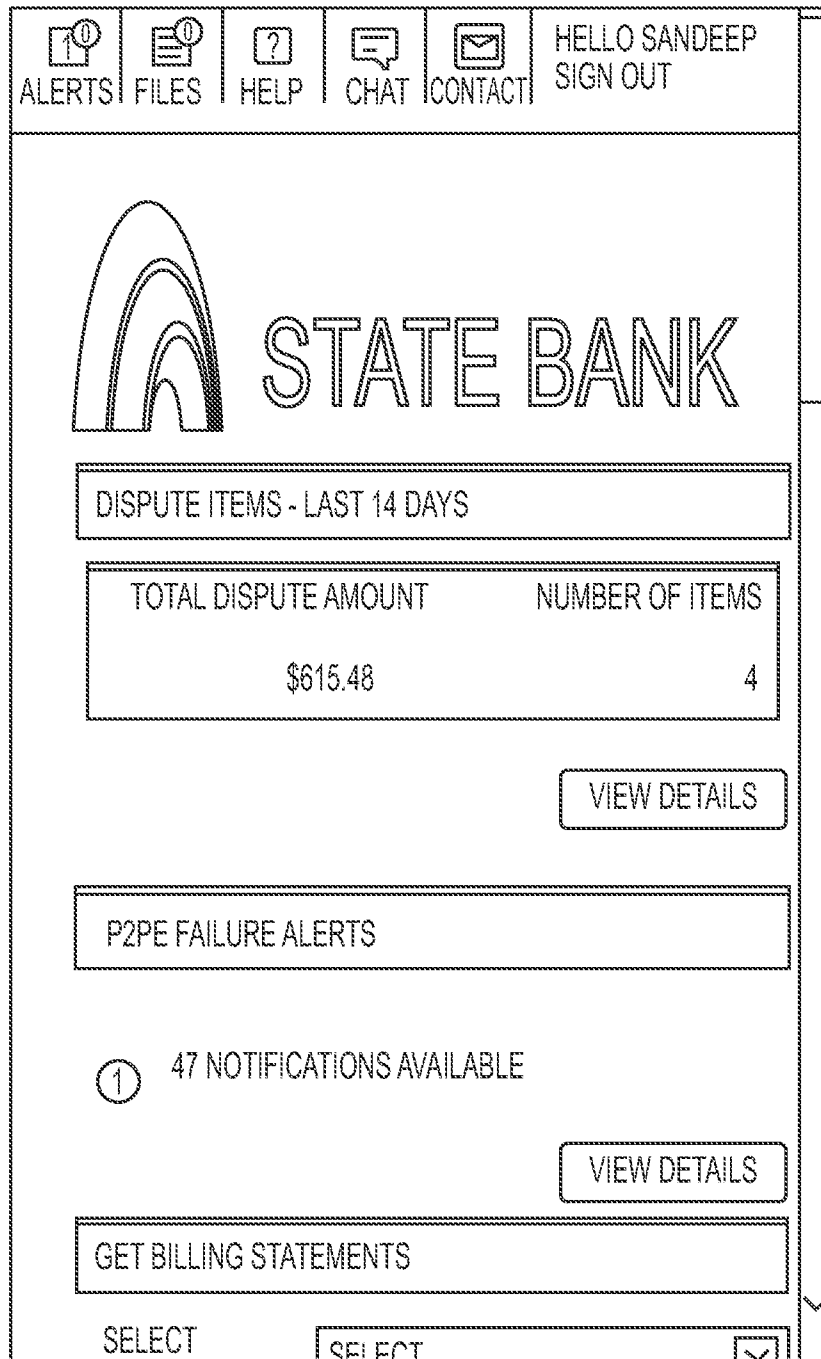 1 0 0 ?
ALERTS FILES HELP CHAT CONTACT
HELLO SANDEEP
SIGN OUT
STATE BANK
DISPUTE ITEMS - LAST 14 DAYS
TOTAL DISPUTE AMOUNT NUMBER OF ITEMS
$615.48 4
VIEW DETAILS
P2PE FAILURE ALERTS
1 47 NOTIFICATIONS AVAILABLE
VIEW DETAILS
GET BILLING STATEMENTS
SELECT SELECT